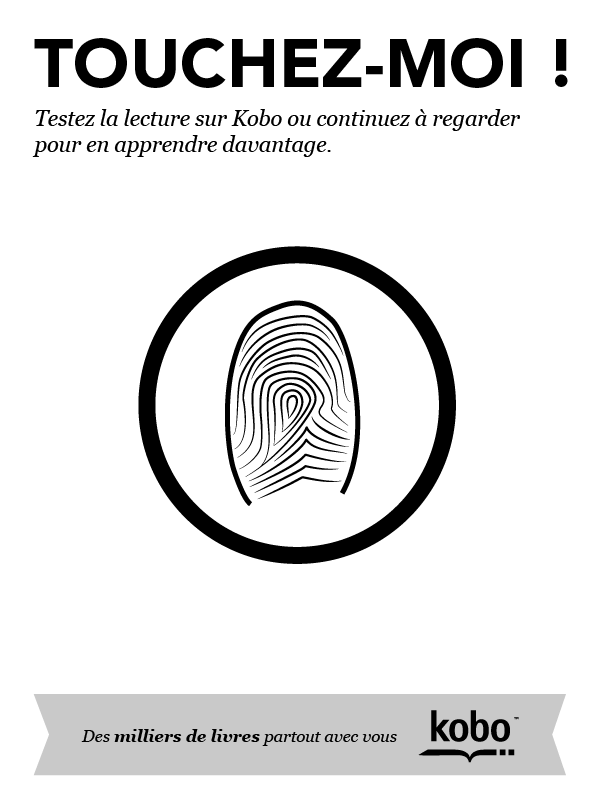 TOUCHEZ-MOI !
Testez la lecture sur Kobo ou continuez à regarder
pour en apprendre davantage.
Des milliers de livres partout avec vous
kobo™